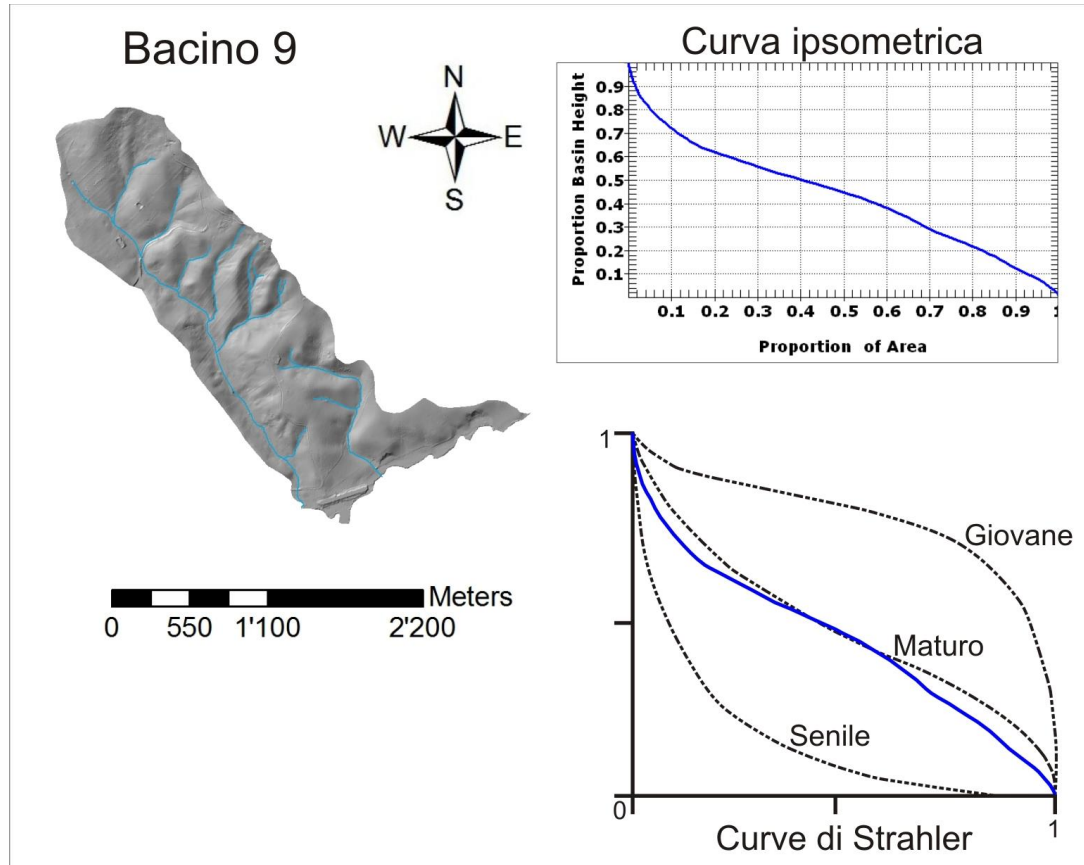 Bacino 9
N
W E
S
Meters
0 550 1'100 2'200
Curva ipsometrica
Proportion Basin Height
0.9
0.8
0.7
0.6
0.5
0.4
0.3
0.2
0.1
0.1 0.2 0.3 0.4 0.5 0.6 0.7 0.8 0.9 1
Proportion of Area
1
Giovane
Maturo
Senile
0 1
Curve di Strahler